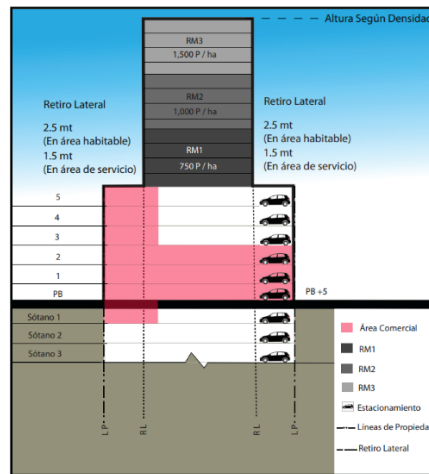 Altura Según Densidad
RM3
1,500 P / ha
RM2
1,000 P / ha
RM1
750 P / ha
Retiro Lateral
2.5 mt
(En área habitable)
1.5 mt
(En área de servicio)
Retiro Lateral
2.5 mt
(En área habitable)
1.5 mt
(En área de servicio)
5
4
3
2
1
PB
PB +5
Sótano 1
Sótano 2
Sótano 3
L P
R L
R L
L P
Área Comercial
RM1
RM2
RM3
Estacionamiento
Líneas de Propieda
Retiro Lateral